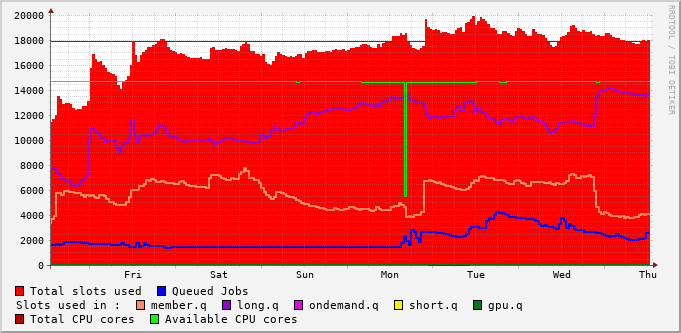 RRDTOOL / TOBI OETIKER
20000
18000
16000
14000
12000
10000
8000
6000
4000
2000
0
Fri Sat Sun Mon Tue Wed Thu
Total slots used Queued Jobs
Slots used in : member.q long.q ondemand.q short.q gpu.q
Total CPU cores Available CPU cores